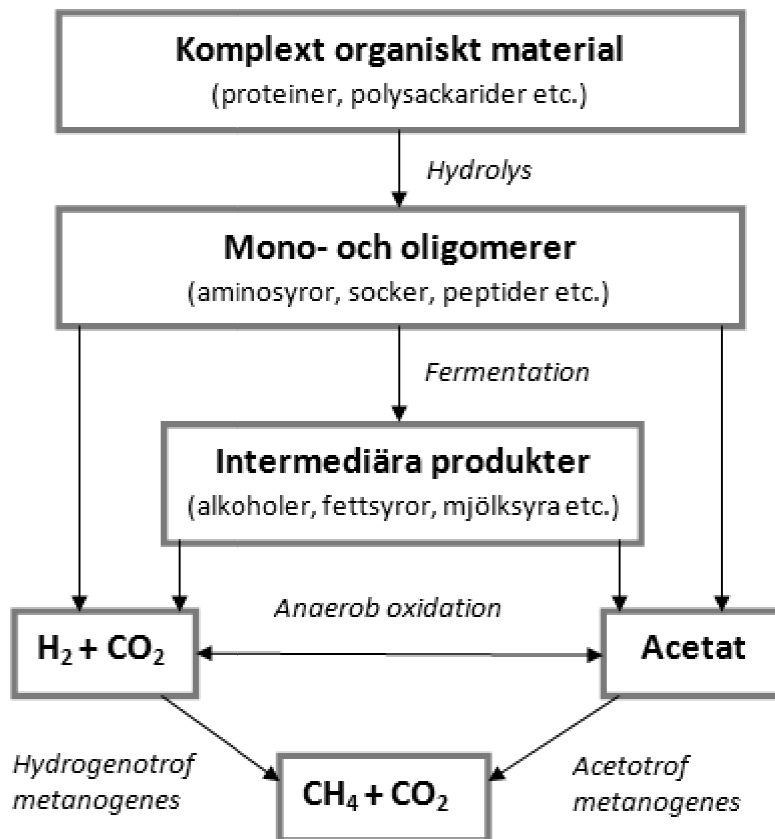 Komplext organiskt material
(proteiner, polysackarider etc.)
Hydrolys
Mono- och oligomerer
(aminosyror, socker, peptider etc.)
Fermentation
Intermediära produkter
(alkoholer, fettsyror, mjölksyra etc.)
Anaerob oxidation
H₂ + CO₂
Acetat
Hydrogenotrof
metanogenes
CH₄ + CO₂
Acetotrof
metanogenes